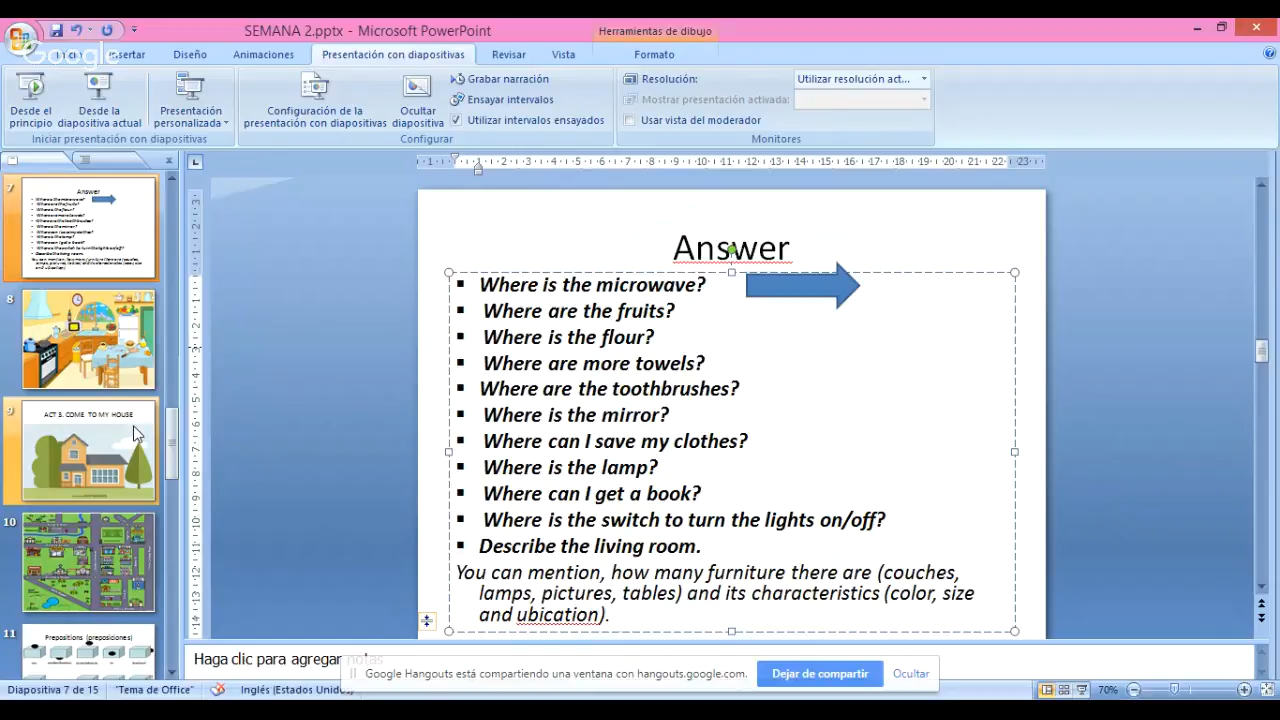 SEMANA 2.pptx - Microsoft PowerPoint
Herramientas de dibujo
Google
Insertar Diseño Animaciones Presentación con diapositivas Revisar Vista Formato
Desde el principio
Desde la diapositiva actual
Presentación personalizada
Iniciar presentación con diapositivas
Configuración de la presentación con diapositivas
Ocultar diapositiva
Grabar narración
Ensayar intervalos
Utilizar intervalos ensayados
Configurar
Resolución: Utilizar resolución act...
Mostrar presentación activada:
Usar vista del moderador
Monitores
7
Answer
8
9
ACT 3. COME TO MY HOUSE
10
11
Prepositions (preposiciones)
Answer
▪ Where is the microwave?
▪ Where are the fruits?
▪ Where is the flour?
▪ Where are more towels?
▪ Where are the toothbrushes?
▪ Where is the mirror?
▪ Where can I save my clothes?
▪ Where is the lamp?
▪ Where can I get a book?
▪ Where is the switch to turn the lights on/off?
▪ Describe the living room.
You can mention, how many furniture there are (couches,
lamps, pictures, tables) and its characteristics (color, size
and ubication).
Haga clic para agregar notas
Google Hangouts está compartiendo una ventana con hangouts.google.com. Dejar de compartir Ocultar
Diapositiva 7 de 15 "Tema de Office" Inglés (Estados Unidos) 70%